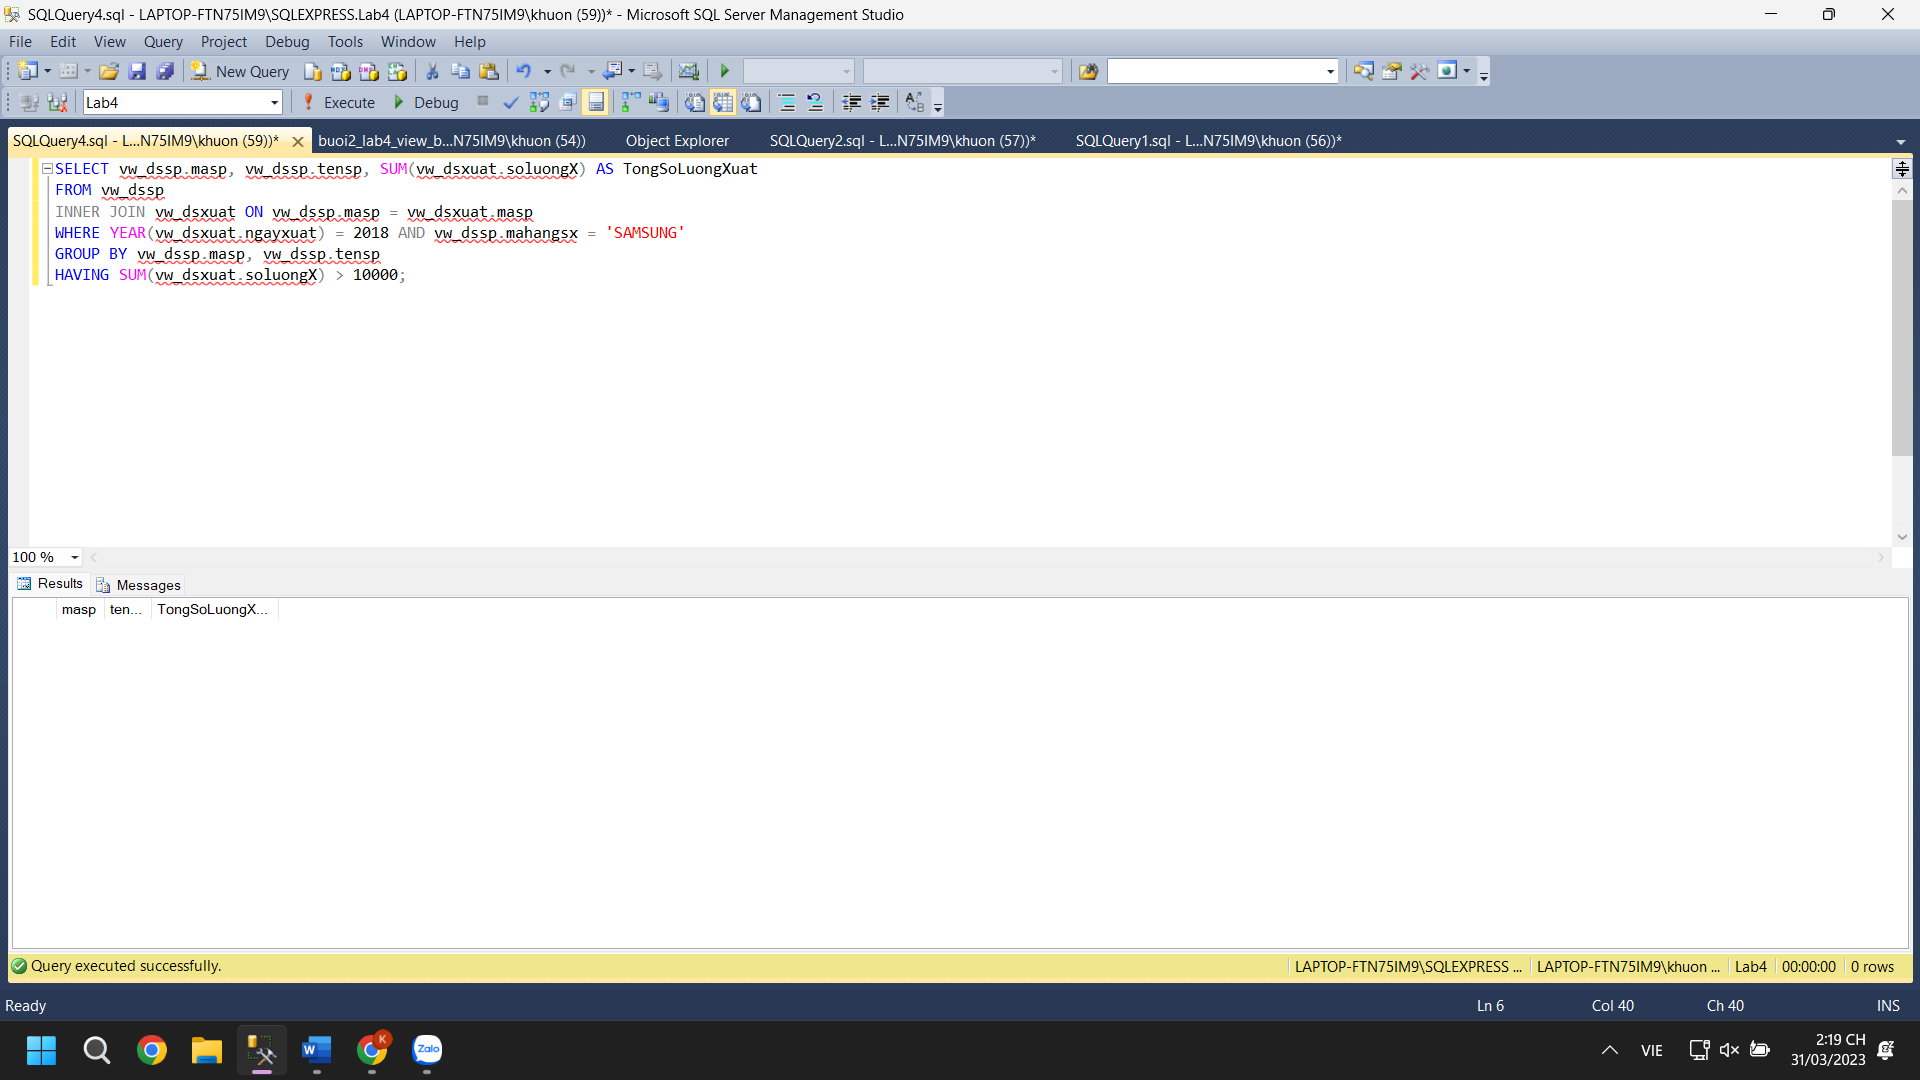 SQLQuery4.sql - LAPTOP-FTN75IM9\SQLEXPRESS.Lab4 (LAPTOP-FTN75IM9\khuon (59))* - Microsoft SQL Server Management Studio
File Edit View Query Project Debug Tools Window Help
New Query
Lab4 Execute Debug
SQLQuery4.sql - L...N75IM9\khuon (59))* buoi2_lab4_view_b...N75IM9\khuon (54)) Object Explorer SQLQuery2.sql - L...N75IM9\khuon (57))* SQLQuery1.sql - L...N75IM9\khuon (56))*
SELECT vw_dssp.masp, vw_dssp.tensp, SUM(vw_dsxuat.soluongX) AS TongSoLuongXuat
FROM vw_dssp
INNER JOIN vw_dsxuat ON vw_dssp.masp = vw_dsxuat.masp
WHERE YEAR(vw_dsxuat.ngayxuat) = 2018 AND vw_dssp.mahangsx = 'SAMSUNG'
GROUP BY vw_dssp.masp, vw_dssp.tensp
HAVING SUM(vw_dsxuat.soluongX) > 10000;
100 %
Results Messages
masp ten... TongSoLuongX...
Query executed successfully. LAPTOP-FTN75IM9\SQLEXPRESS ... LAPTOP-FTN75IM9\khuon ... Lab4 00:00:00 0 rows
Ready Ln 6 Col 40 Ch 40 INS
W K Zalo VIE 2:19 CH
31/03/2023